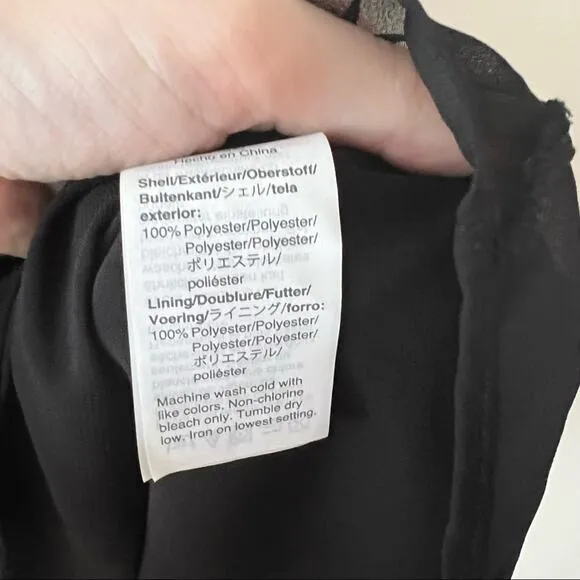 Hecho en China
Shell/Extérieur/Oberstoff/
Buitenkant/シェル/tela
exterior:
100% Polyester/Polyester/
Polyester/Polyester/
ポリエステル/
poliéster
Lining/Doublure/Futter/
Voering/ライニング/forro:
100% Polyester/Polyester/
Polyester/Polyester/
ポリエステル/
poliéster
Machine wash cold with
like colors. Non-chlorine
bleach only. Tumble dry
low. Iron on lowest setting.